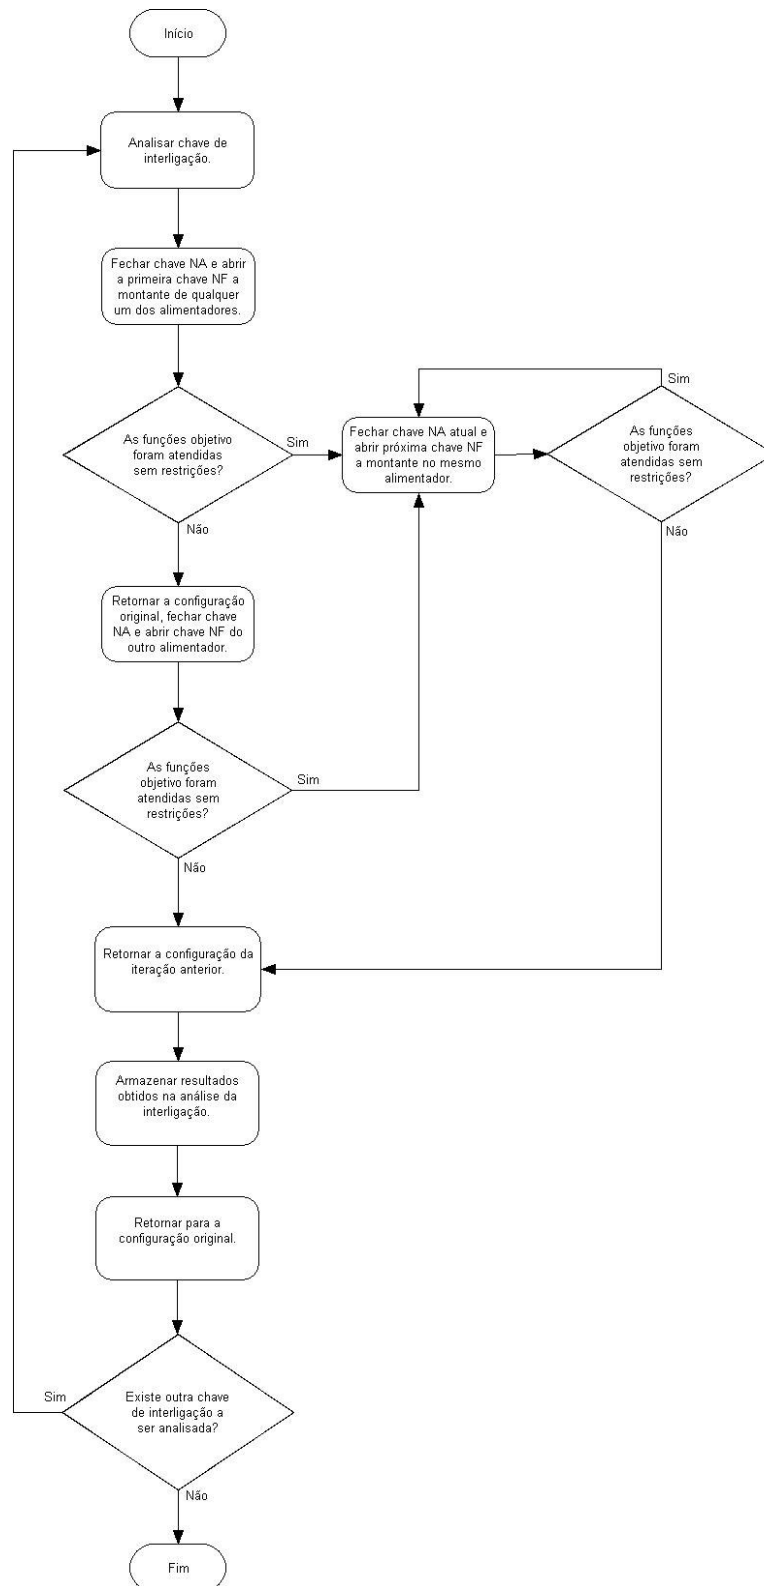 Início
Analisar chave de
interligação.
Fechar chave NA e abrir
a primeira chave NF a
montante de qualquer
um dos alimentadores.
As funções objetivo
foram atendidas
sem restrições?
Sim
Não
Fechar chave NA atual e
abrir próxima chave NF
a montante no mesmo
alimentador.
Sim
As funções
objetivo foram
atendidas sem
restrições?
Não
Retornar a configuração
original, fechar chave
NA e abrir chave NF do
outro alimentador.
As funções
objetivo foram
atendidas sem
restrições?
Sim
Não
Retornar a configuração da
iteração anterior.
Armazenar resultados
obtidos na análise da
interligação.
Retornar para a
configuração original.
Sim
Existe outra chave
de interligação a
ser analisada?
Não
Fim